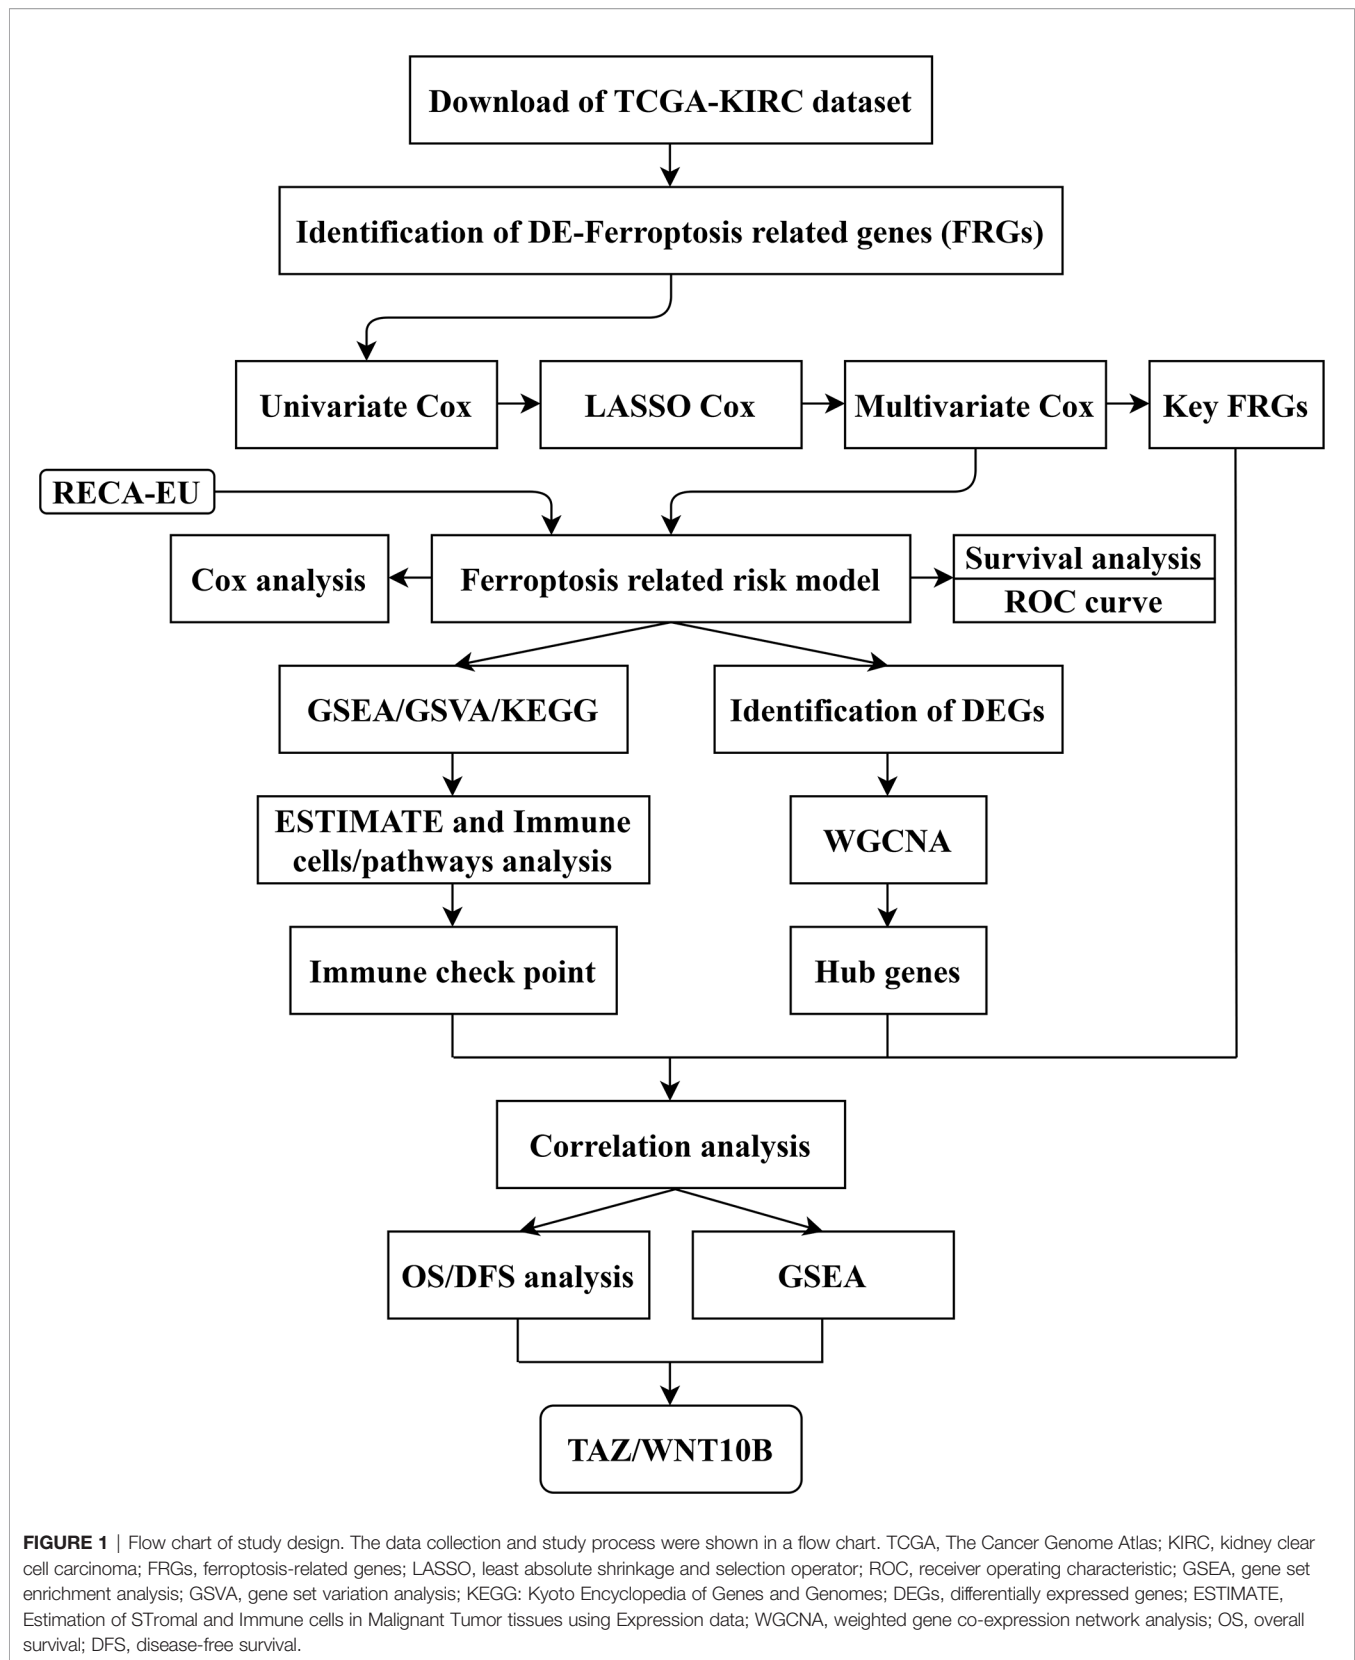 Download of TCGA-KIRC dataset
Identification of DE-Ferroptosis related genes (FRGs)
Univariate Cox
LASSO Cox
Multivariate Cox
Key FRGs
RECA-EU
Cox analysis
Ferroptosis related risk model
Survival analysis
ROC curve
GSEA/GSVA/KEGG
Identification of DEGs
ESTIMATE and Immune
cells/pathways analysis
WGCNA
Immune check point
Hub genes
Correlation analysis
OS/DFS analysis
GSEA
TAZ/WNT10B
FIGURE 1 | Flow chart of study design. The data collection and study process were shown in a flow chart. TCGA, The Cancer Genome Atlas; KIRC, kidney clear
cell carcinoma; FRGs, ferroptosis-related genes; LASSO, least absolute shrinkage and selection operator; ROC, receiver operating characteristic; GSEA, gene set
enrichment analysis; GSVA, gene set variation analysis; KEGG: Kyoto Encyclopedia of Genes and Genomes; DEGs, differentially expressed genes; ESTIMATE,
Estimation of STromal and Immune cells in Malignant Tumor tissues using Expression data; WGCNA, weighted gene co-expression network analysis; OS, overall
survival; DFS, disease-free survival.